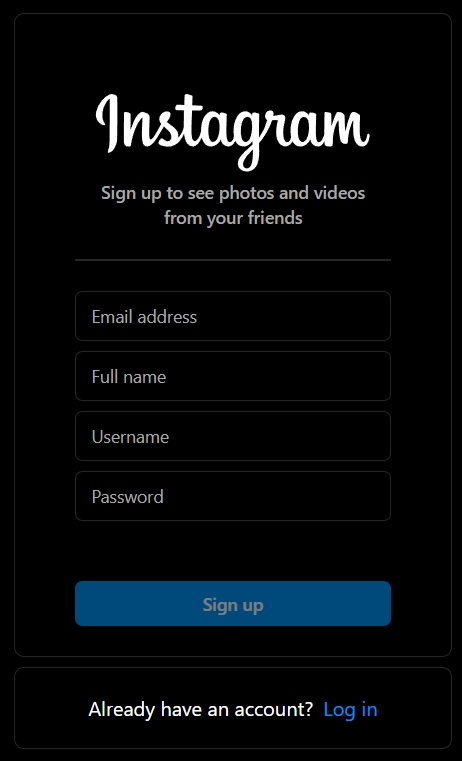 Instagram
Sign up to see photos and videos
from your friends
Email address
Full name
Username
Password
Sign up
Already have an account? Log in